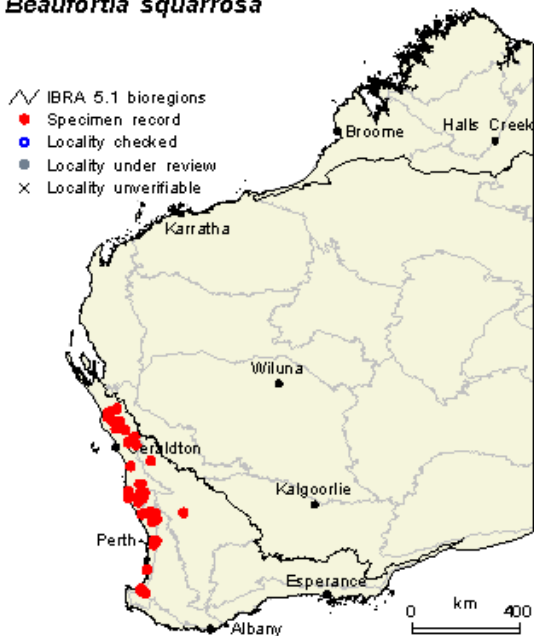 Beaufortia squarrosa
IBRA 5.1 bioregions
Specimen record
Locality checked
Locality under review
Locality unverifiable
Broome
Halls Creek
Karratha
Wiluna
Geraldton
Kalgoorlie
Perth
Esperance
Albany
km
0 400